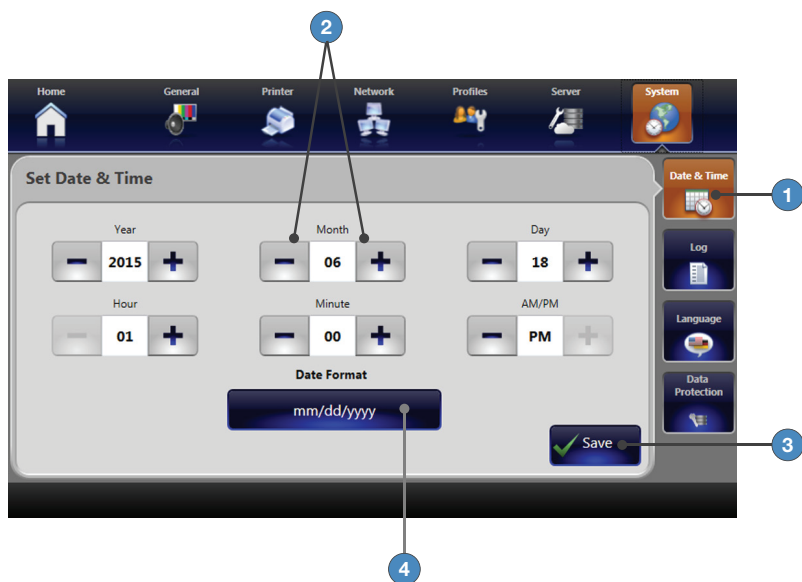 2
Home General Printer Network Profiles Server System
Set Date & Time
Date & Time
1
Year Month Day
− 2015 + − 06 + − 18 +
Log
Hour Minute AM/PM
− 01 + − 00 + − PM +
Language
Date Format
mm/dd/yyyy
Data
Protection
Save
3
4